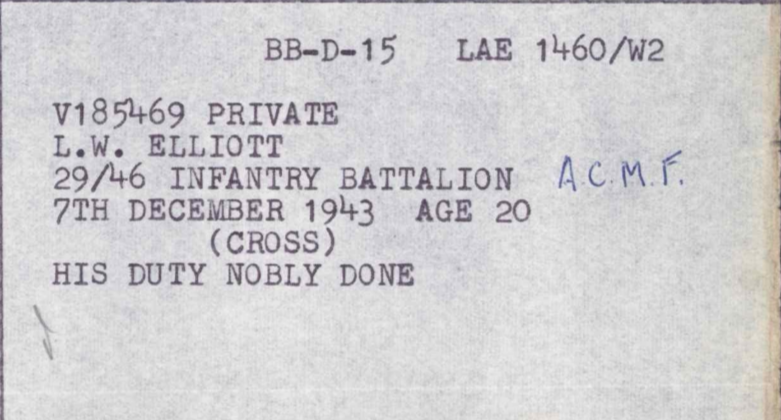 BB-D-15 LAE 1460/W2
V185469 PRIVATE
L.W. ELLIOTT
29/46 INFANTRY BATTALION A.C.M.F.
7TH DECEMBER 1943 AGE 20
(CROSS)
HIS DUTY NOBLY DONE